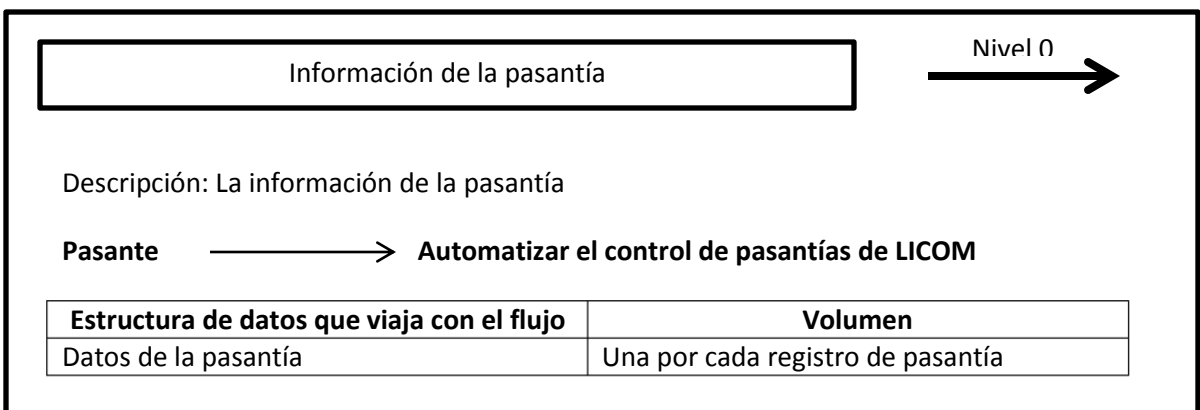 Información de la pasantía
Nivel 0
Descripción: La información de la pasantía
Pasante Automatizar el control de pasantías de LICOM
Estructura de datos que viaja con el flujo Volumen
Datos de la pasantía Una por cada registro de pasantía